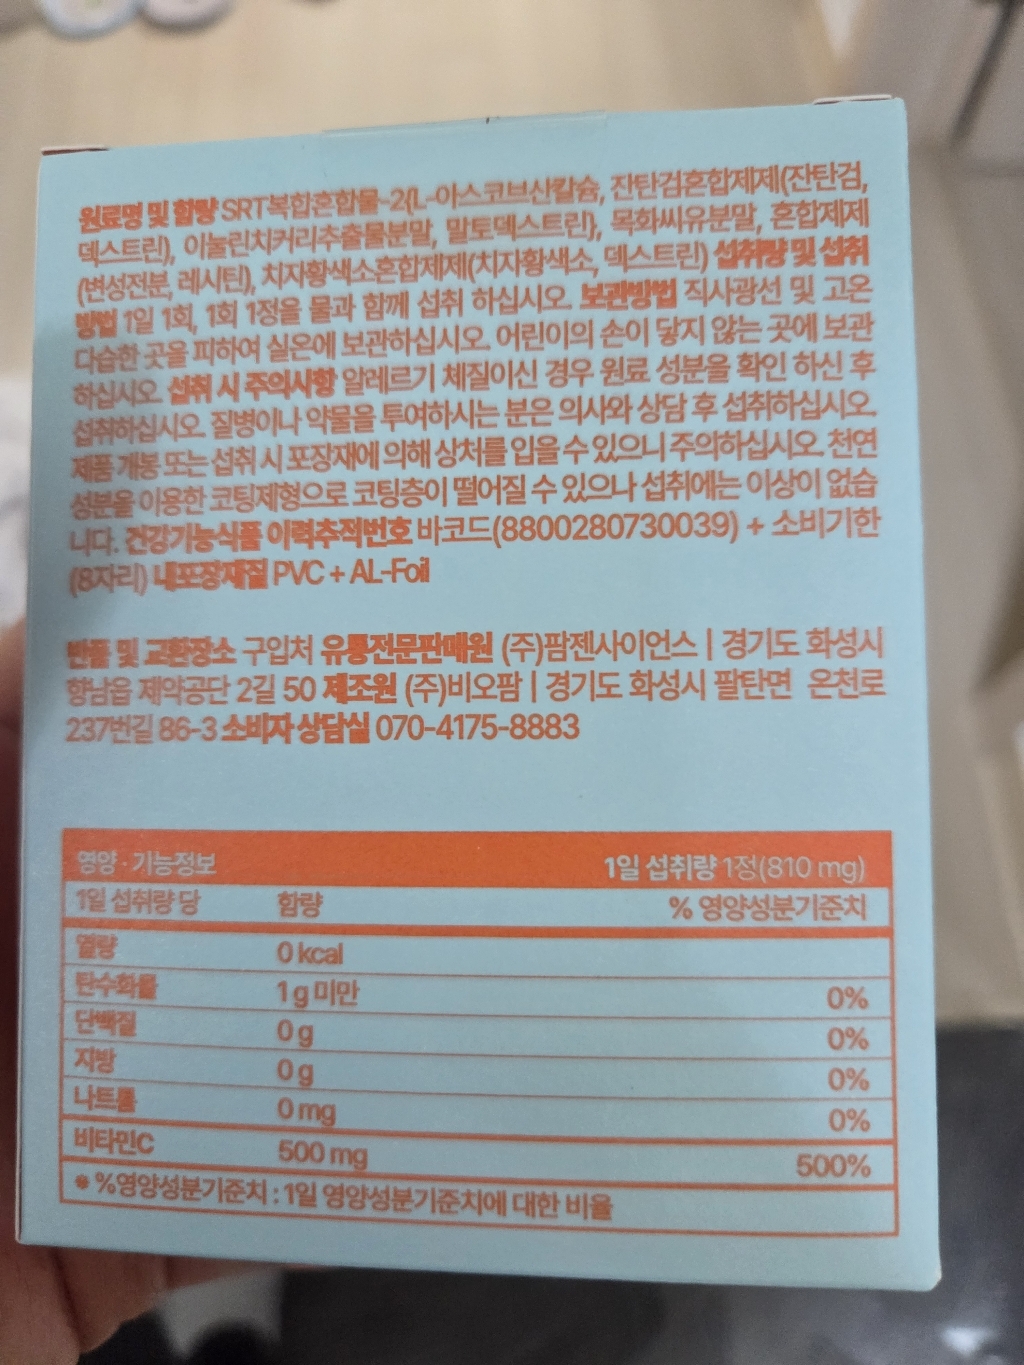 원료명 및 함량 SRT복합혼합물-2{L-아스코브산칼슘, 잔탄검혼합제제(잔탄검,
덱스트린), 이눌린치커리추출물분말, 말토덱스트린}, 목화씨유분말, 혼합제제
(변성전분, 레시틴), 치자황색소혼합제제(치자황색소, 덱스트린) 섭취량 및 섭취
방법 1일 1회, 1회 1정을 물과 함께 섭취 하십시오. 보관방법 직사광선 및 고온
다습한 곳을 피하여 실온에 보관하십시오. 어린이의 손이 닿지 않는 곳에 보관
하십시오. 섭취 시 주의사항 알레르기 체질이신 경우 원료 성분을 확인 하신 후
섭취하십시오. 질병이나 약물을 투여하시는 분은 의사와 상담 후 섭취하십시오.
제품 개봉 또는 섭취 시 포장재에 의해 상처를 입을 수 있으니 주의하십시오. 천연
성분을 이용한 코팅제형으로 코팅층이 떨어질 수 있으나 섭취에는 이상이 없습
니다. 건강기능식품 이력추적번호 바코드(8800280730039) + 소비기한
(8자리) 내포장재질 PVC + AL-Foil
반품 및 교환장소 구입처 유통전문판매원 (주)팜젠사이언스 | 경기도 화성시
향남읍 제약공단 2길 50 제조원 (주)비오팜 | 경기도 화성시 팔탄면 온천로
237번길 86-3 소비자 상담실 070-4175-8883
영양·기능정보 1일 섭취량 1정(810 mg)
1일 섭취량 당 함량 % 영양성분기준치
열량 0 kcal
탄수화물 1 g 미만 0%
단백질 0 g 0%
지방 0 g 0%
나트륨 0 mg 0%
비타민C 500 mg 500%
※ %영양성분기준치 : 1일 영양성분기준치에 대한 비율